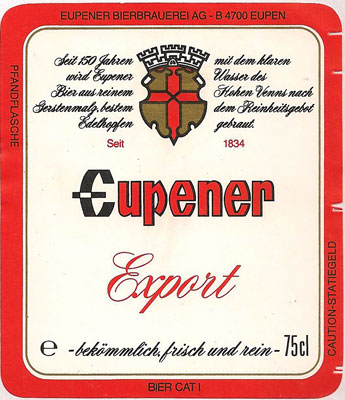 EUPENER BIERBRAUEREI AG - B 4700 EUPEN
PFANDFLASCHE
Seit 150 Jahren
wird Eupener
Bier aus reinem
Gerstenmalz, bestem
Edelhopfen
mit dem klaren
Wasser des
Hohen Venns nach
dem Reinheitsgebot
gebraut.
Seit 1834
Eupener
Export
e -bekömmlich, frisch und rein- 75cl
CAUTION-STATIEGELD
BIER CAT I